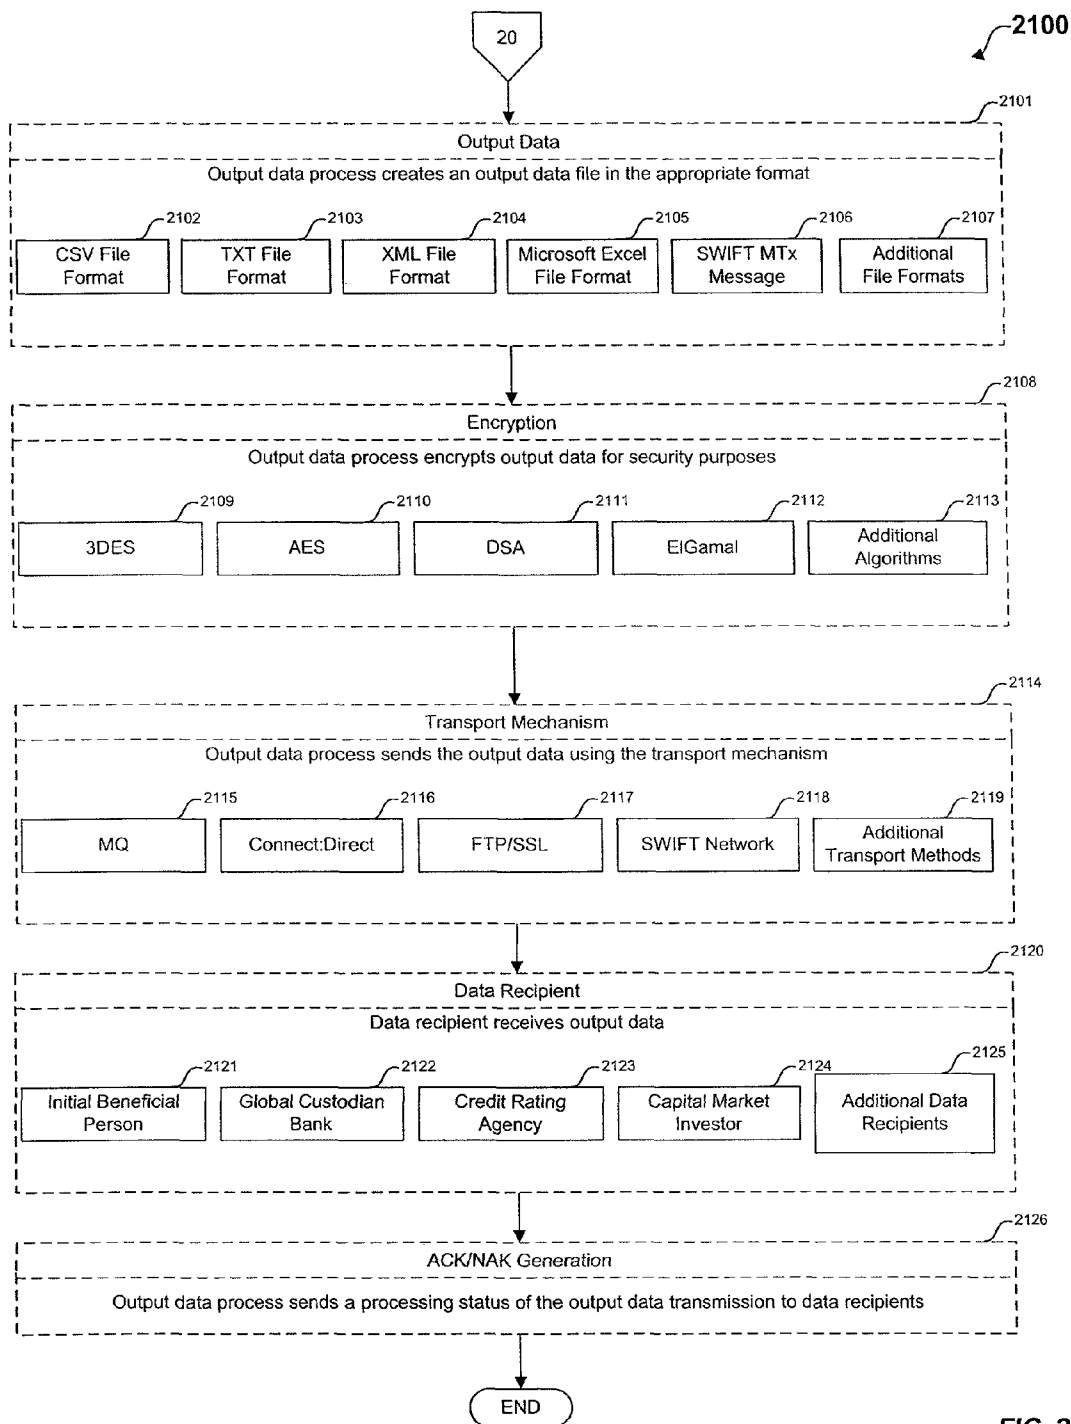 20
2100
2101
Output Data
Output data process creates an output data file in the appropriate format
2102
2103
2104
2105
2106
2107
CSV File
Format
TXT File
Format
XML File
Format
Microsoft Excel
File Format
SWIFT MTx
Message
Additional
File Formats
2108
Encryption
Output data process encrypts output data for security purposes
2109
2110
2111
2112
2113
3DES
AES
DSA
ElGamal
Additional
Algorithms
2114
Transport Mechanism
Output data process sends the output data using the transport mechanism
2115
2116
2117
2118
2119
MQ
Connect:Direct
FTP/SSL
SWIFT Network
Additional
Transport Methods
2120
Data Recipient
Data recipient receives output data
2121
2122
2123
2124
2125
Initial Beneficial
Person
Global Custodian
Bank
Credit Rating
Agency
Capital Market
Investor
Additional Data
Recipients
2126
ACK/NAK Generation
Output data process sends a processing status of the output data transmission to data recipients
END
FIG. 2